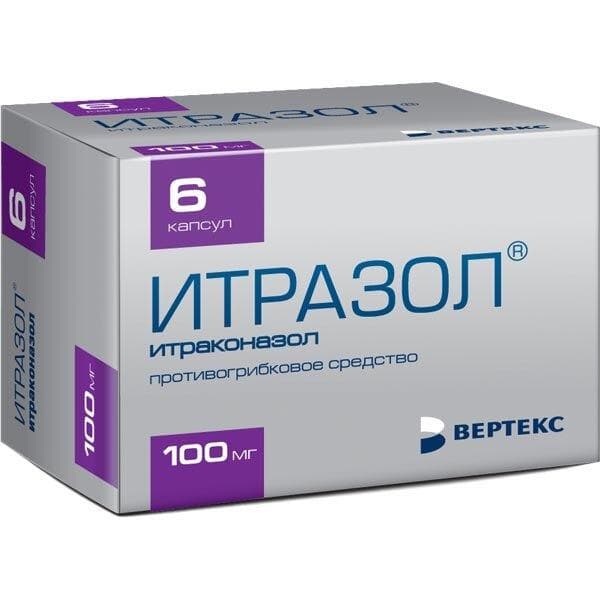 6
капсул
ИТРАЗОЛ®
итраконазол
100 мг
ВЕРТЕКС
6
капсул
ИТРАЗОЛ®
итраконазол
противогрибковое средство
100 мг
ВЕРТЕКС
6
капсул
ИТРАЗОЛ®
итраконазол
100 мг